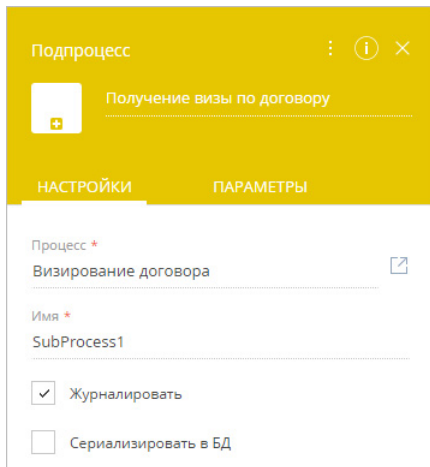 Подпроцесс
Получение визы по договору
НАСТРОЙКИ ПАРАМЕТРЫ
Процесс *
Визирование договора
Имя *
SubProcess1
Журналировать
Сериализировать в БД